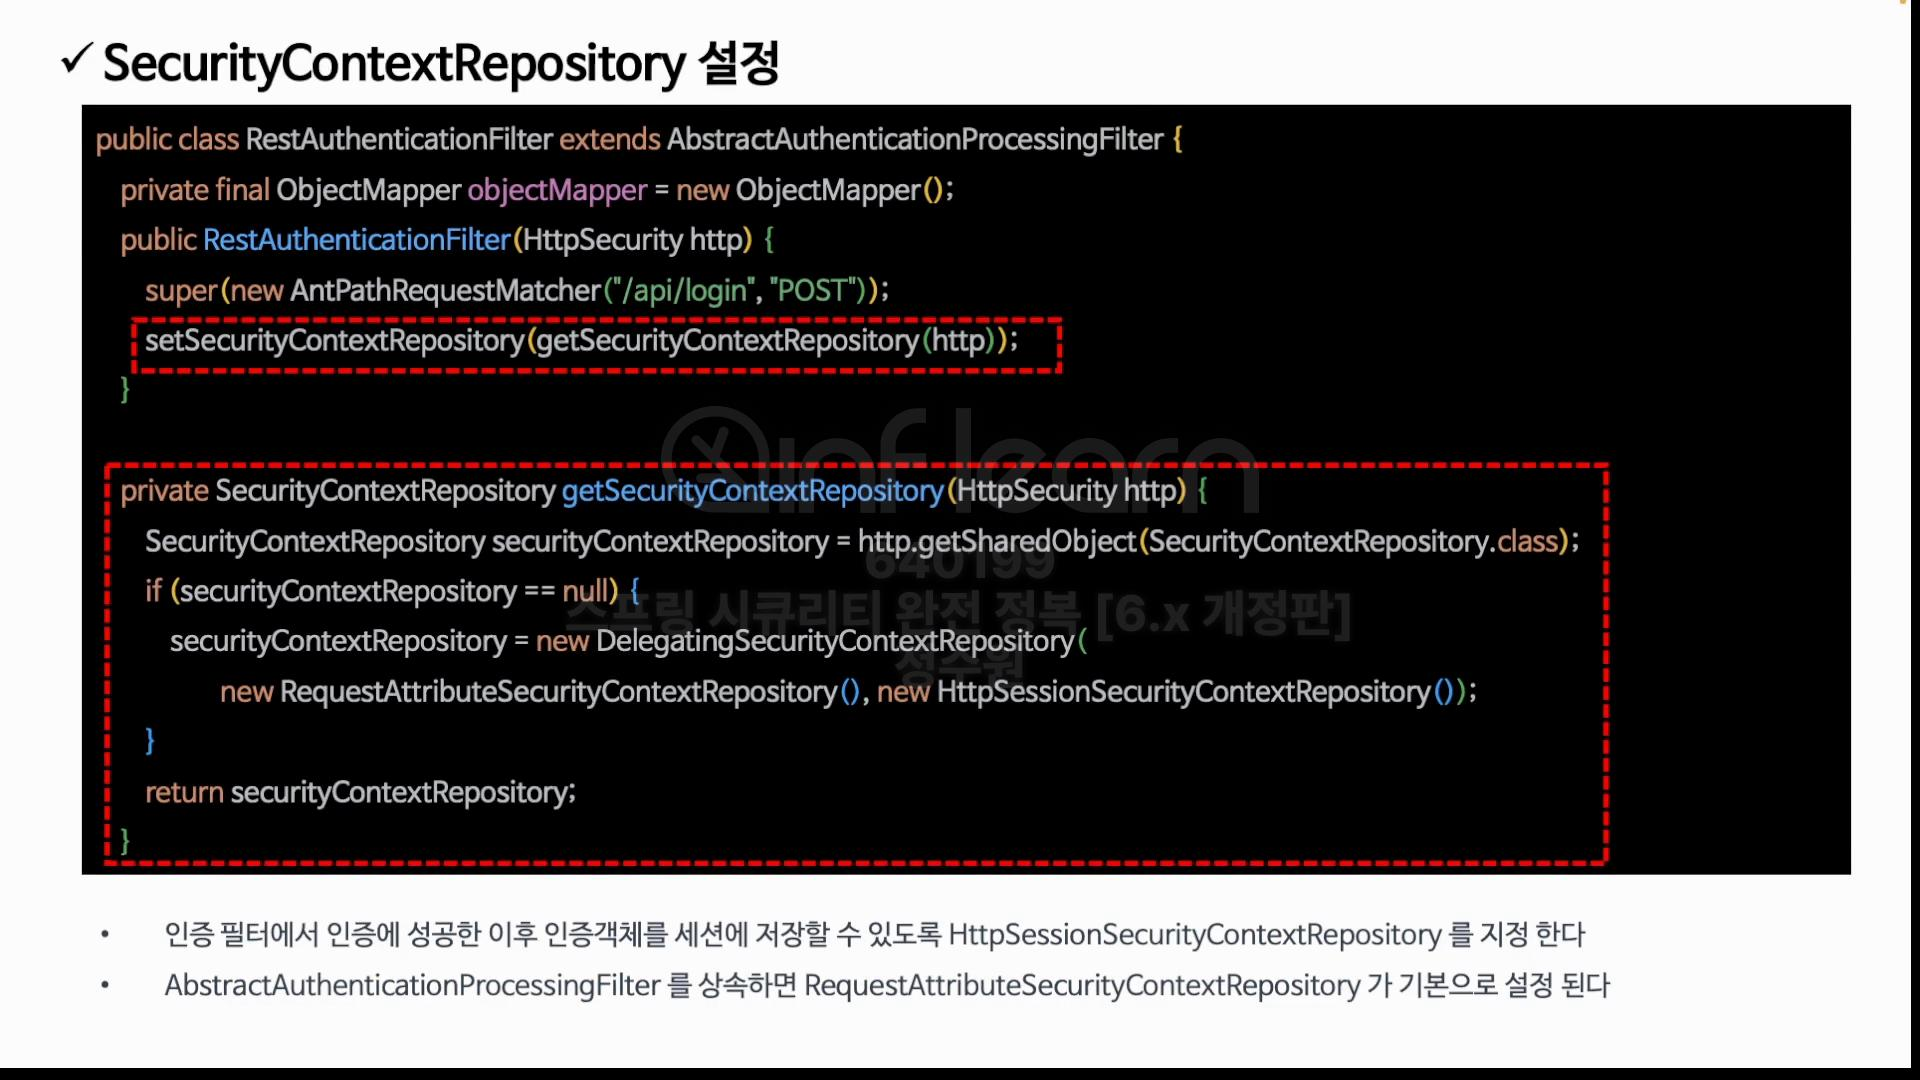 ✓ SecurityContextRepository 설정
public class RestAuthenticationFilter extends AbstractAuthenticationProcessingFilter {
private final ObjectMapper objectMapper = new ObjectMapper();
public RestAuthenticationFilter(HttpSecurity http) {
super(new AntPathRequestMatcher("/api/login", "POST"));
setSecurityContextRepository(getSecurityContextRepository(http));
}
inflearn
private SecurityContextRepository getSecurityContextRepository(HttpSecurity http) {
SecurityContextRepository securityContextRepository = http.getSharedObject(SecurityContextRepository.class);
640199
if (securityContextRepository == null) {
스프링 시큐리티 완전 정복 [6.x 개정판]
securityContextRepository = new DelegatingSecurityContextRepository(
정수원
new RequestAttributeSecurityContextRepository(), new HttpSessionSecurityContextRepository());
}
return securityContextRepository;
}
• 인증 필터에서 인증에 성공한 이후 인증객체를 세션에 저장할 수 있도록 HttpSessionSecurityContextRepository 를 지정 한다
• AbstractAuthenticationProcessingFilter 를 상속하면 RequestAttributeSecurityContextRepository 가 기본으로 설정 된다